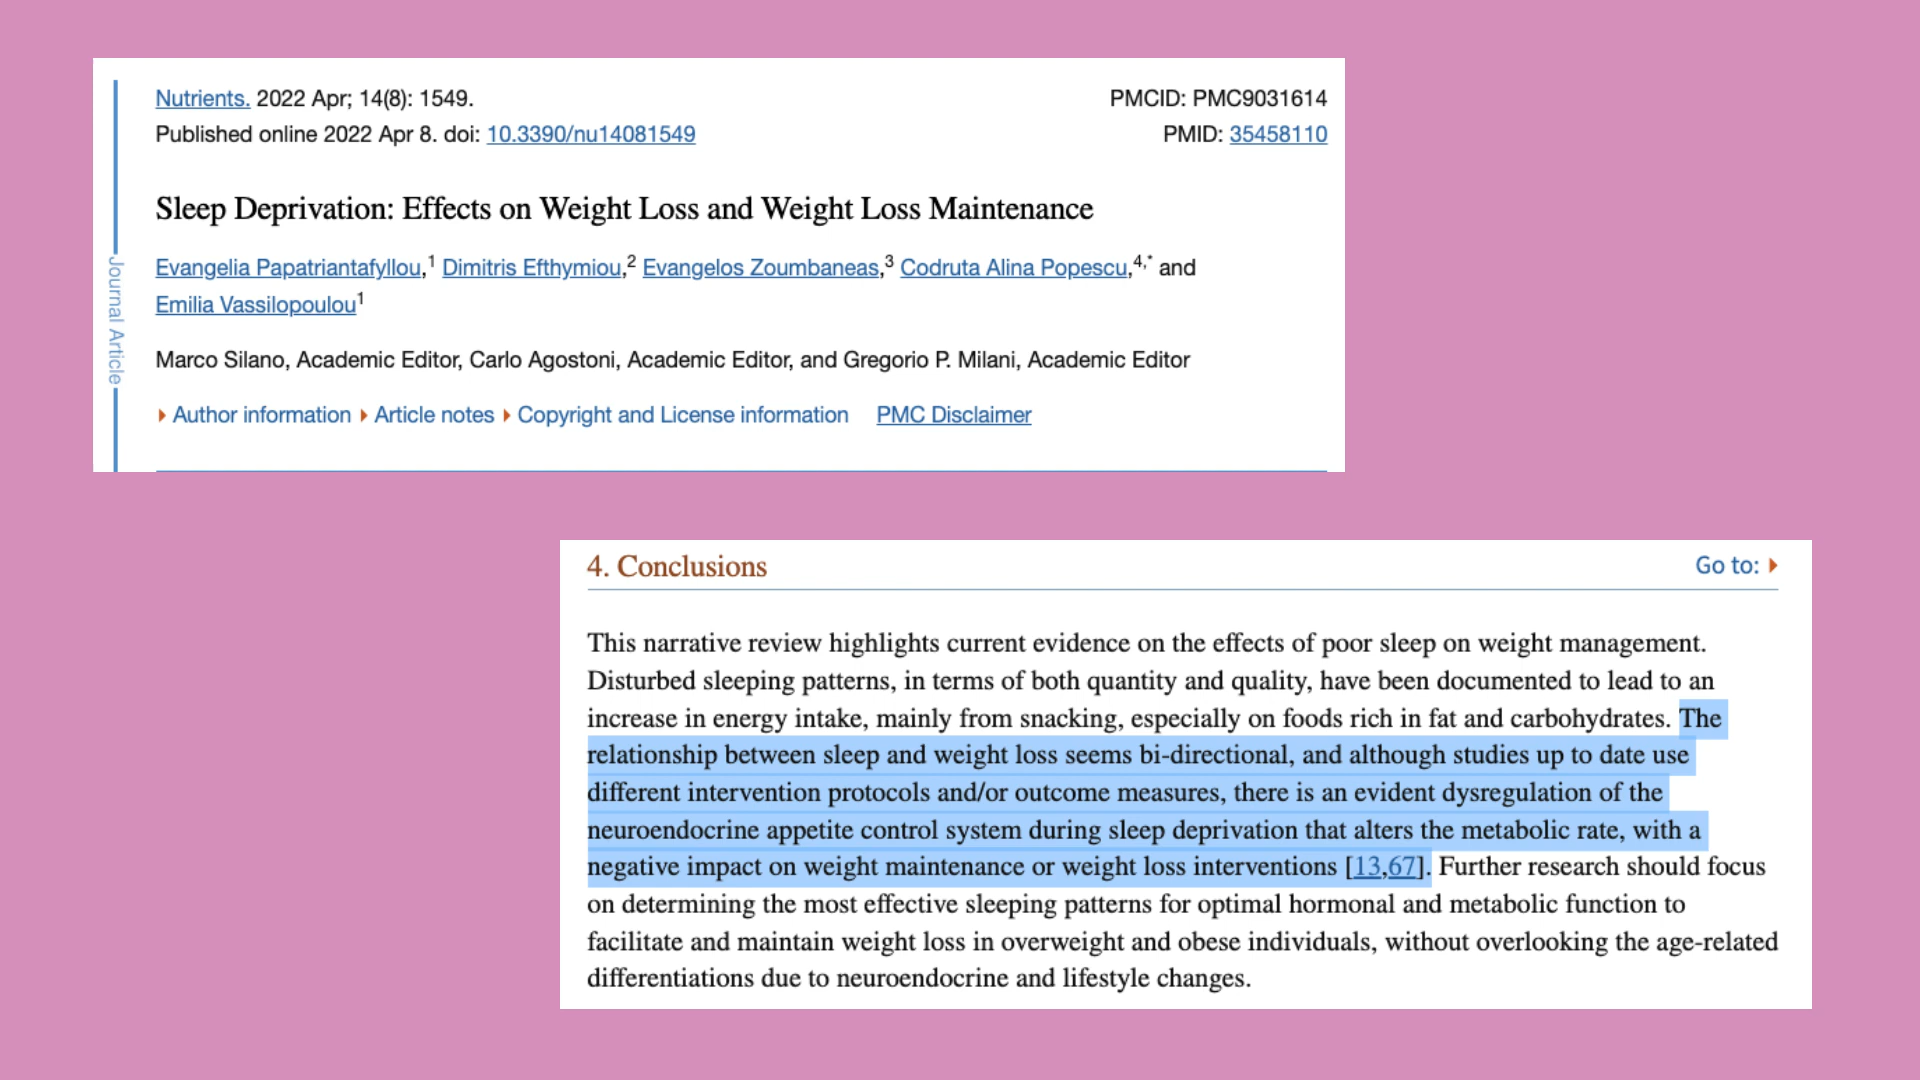 Nutrients. 2022 Apr; 14(8): 1549.
PMCID: PMC9031614
Published online 2022 Apr 8. doi: 10.3390/nu14081549
PMID: 35458110
Sleep Deprivation: Effects on Weight Loss and Weight Loss Maintenance
Evangelia Papatriantafyllou,1 Dimitris Efthymiou,2 Evangelos Zoumbaneas,3 Codruta Alina Popescu,4,* and
Emilia Vassilopoulou1
Marco Silano, Academic Editor, Carlo Agostoni, Academic Editor, and Gregorio P. Milani, Academic Editor
Author information Article notes Copyright and License information PMC Disclaimer
Journal Article
4. Conclusions
Go to:
This narrative review highlights current evidence on the effects of poor sleep on weight management.
Disturbed sleeping patterns, in terms of both quantity and quality, have been documented to lead to an
increase in energy intake, mainly from snacking, especially on foods rich in fat and carbohydrates. The
relationship between sleep and weight loss seems bi-directional, and although studies up to date use
different intervention protocols and/or outcome measures, there is an evident dysregulation of the
neuroendocrine appetite control system during sleep deprivation that alters the metabolic rate, with a
negative impact on weight maintenance or weight loss interventions [13,67]. Further research should focus
on determining the most effective sleeping patterns for optimal hormonal and metabolic function to
facilitate and maintain weight loss in overweight and obese individuals, without overlooking the age-related
differentiations due to neuroendocrine and lifestyle changes.